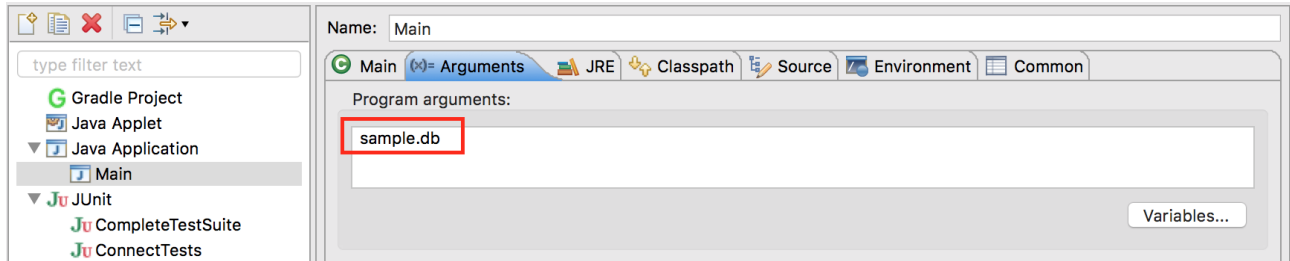 Name: Main
type filter text
Main (x)= Arguments JRE Classpath Source Environment Common
Gradle Project
Java Applet
Java Application
Main
JUnit
CompleteTestSuite
ConnectTests
Program arguments:
sample.db
Variables...